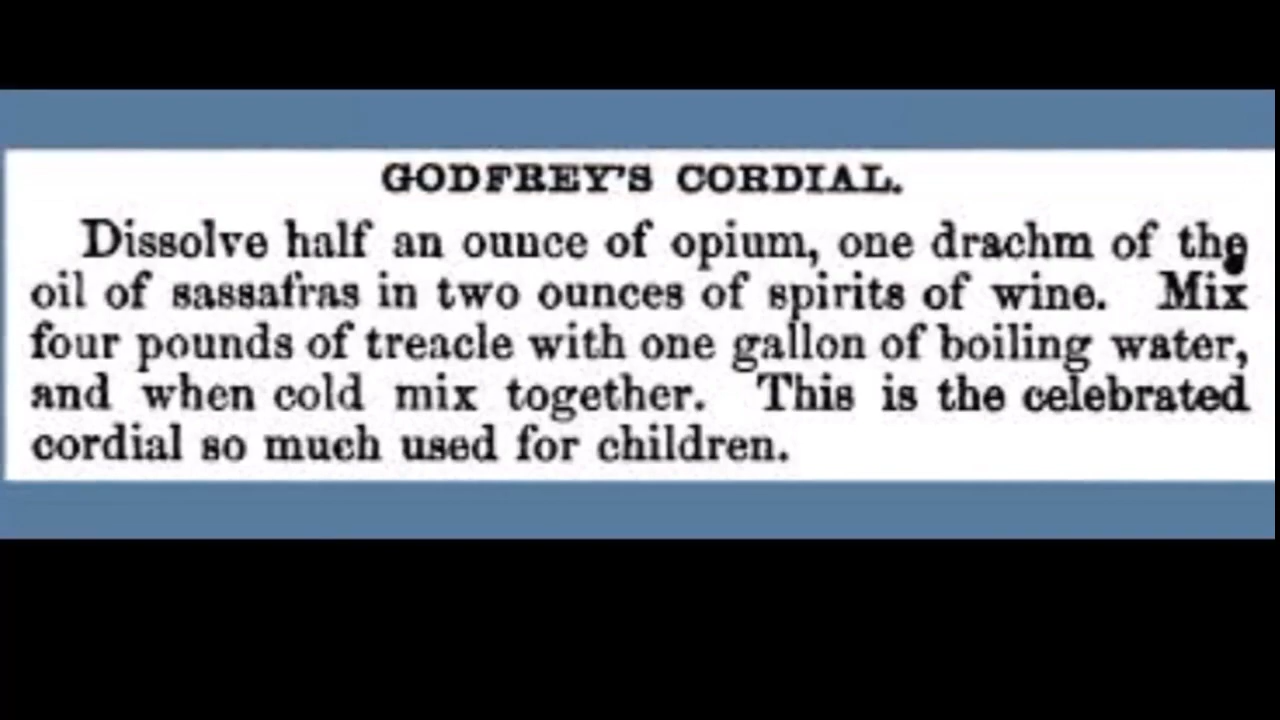 GODFREY'S CORDIAL.
Dissolve half an ounce of opium, one drachm of the
oil of sassafras in two ounces of spirits of wine. Mix
four pounds of treacle with one gallon of boiling water,
and when cold mix together. This is the celebrated
cordial so much used for children.